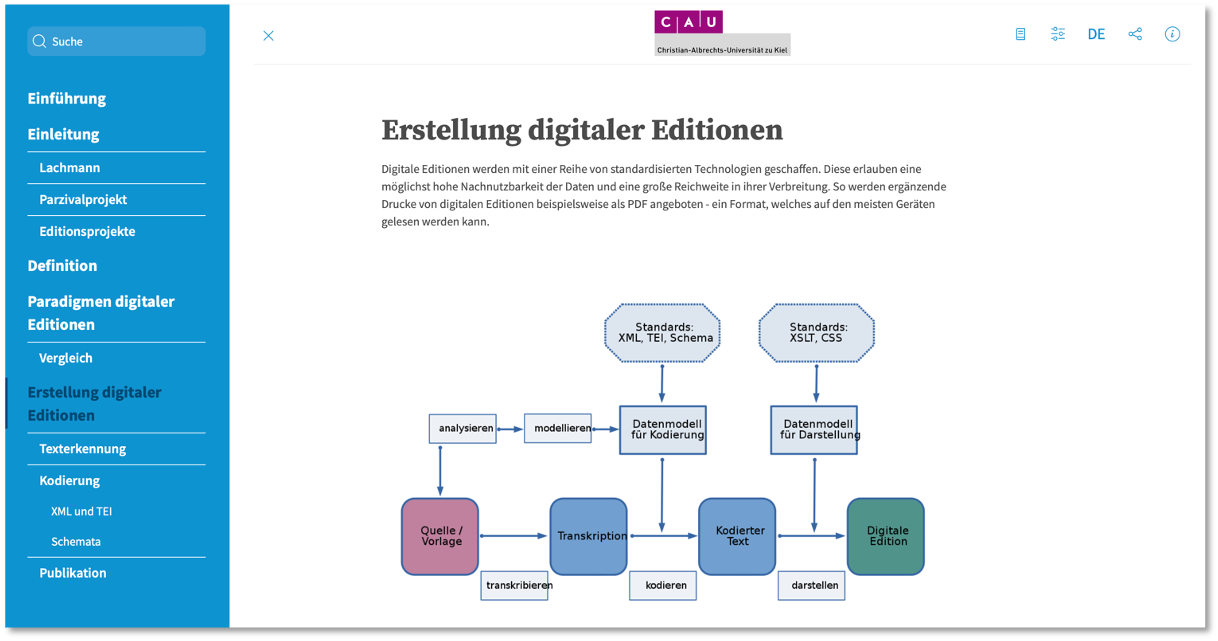 Suche
Einführung
Einleitung
Lachmann
Parzivalprojekt
Editionsprojekte
Definition
Paradigmen digitaler
Editionen
Vergleich
Erstellung digitaler
Editionen
Texterkennung
Kodierung
XML und TEI
Schemata
Publikation
C|A|U
Christian-Albrechts-Universität zu Kiel
DE
Erstellung digitaler Editionen
Digitale Editionen werden mit einer Reihe von standardisierten Technologien geschaffen. Diese erlauben eine
möglichst hohe Nachnutzbarkeit der Daten und eine große Reichweite in ihrer Verbreitung. So werden ergänzende
Drucke von digitalen Editionen beispielsweise als PDF angeboten - ein Format, welches auf den meisten Geräten
gelesen werden kann.
Standards:
XML, TEI, Schema
Standards:
XSLT, CSS
analysieren
modellieren
Datenmodell
für Kodierung
Datenmodell
für Darstellung
Quelle /
Vorlage
Transkription
Kodierter
Text
Digitale
Edition
transkribieren
kodieren
darstellen